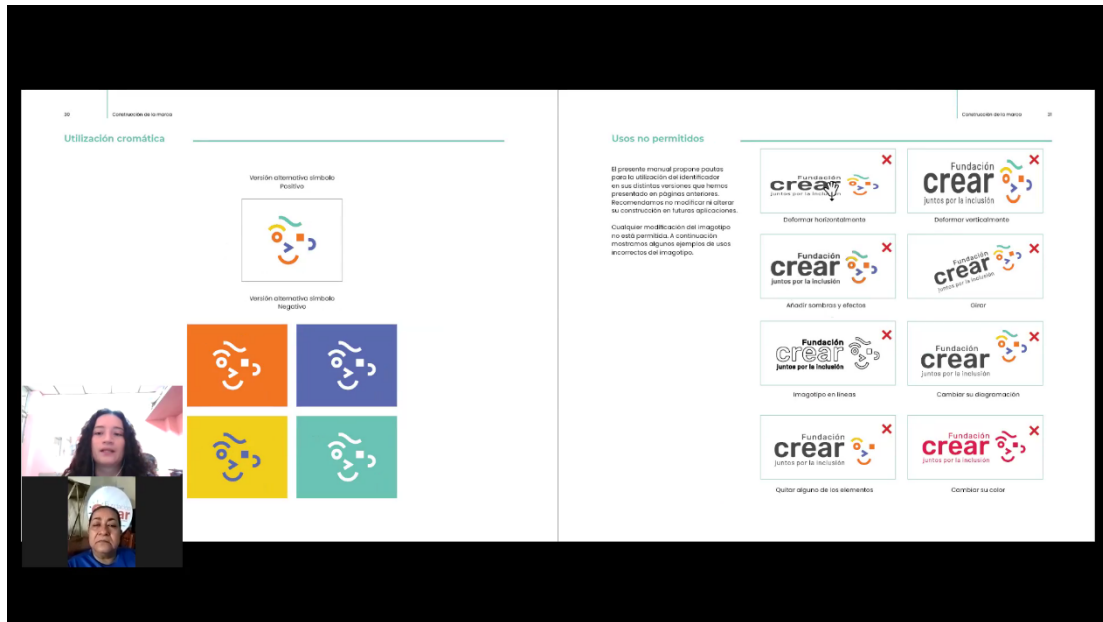 30
Construcción de la marca
Utilización cromática
Versión alternativa símbolo
Positivo
Versión alternativa símbolo
Negativo
Construcción de la marca
31
Usos no permitidos
El presente manual propone pautas
para la utilización del identificador
en sus distintas versiones que hemos
presentado en páginas anteriores.
Recomendamos no modificar ni alterar
su construcción en futuras aplicaciones.
Cualquier modificación del imagotipo
no está permitida. A continuación
mostramos algunos ejemplos de usos
incorrectos del imagotipo.
Fundación
crear
juntos por la inclusión
Deformar horizontalmente
Fundación
crear
juntos por la inclusión
Deformar verticalmente
Fundación
crear
juntos por la inclusión
Añadir sombras y efectos
Fundación
crear
juntos por la inclusión
Girar
Fundación
crear
juntos por la inclusión
Imagotipo en líneas
Fundación
crear
juntos por la inclusión
Cambiar su diagramación
Fundación
crear
juntos por la inclusión
Quitar alguno de los elementos
Fundación
crear
juntos por la inclusión
Cambiar su color